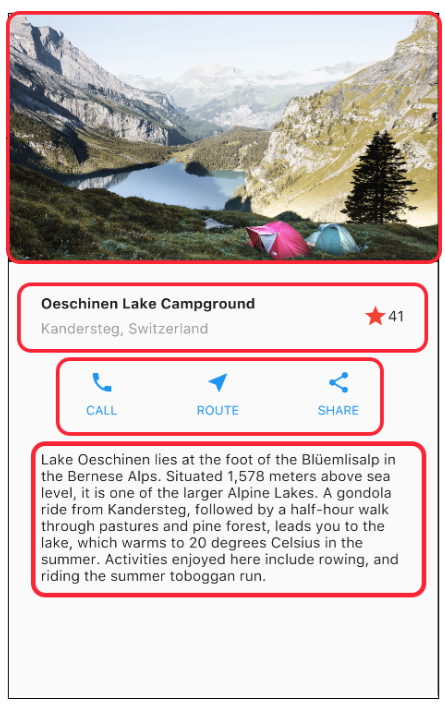 Oeschinen Lake Campground
Kandersteg, Switzerland
41
CALL
ROUTE
SHARE
Lake Oeschinen lies at the foot of the Blüemlisalp in
the Bernese Alps. Situated 1,578 meters above sea
level, it is one of the larger Alpine Lakes. A gondola
ride from Kandersteg, followed by a half-hour walk
through pastures and pine forest, leads you to the
lake, which warms to 20 degrees Celsius in the
summer. Activities enjoyed here include rowing, and
riding the summer toboggan run.